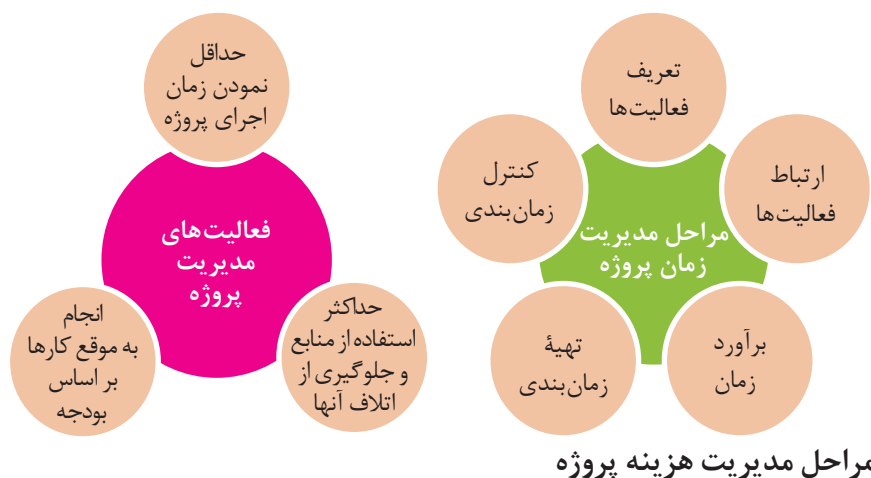 مراحل مدیریت
زمان پروژه
تعریف
فعالیت‌ها
ارتباط
فعالیت‌ها
برآورد
زمان
تهیهٔ
زمان‌بندی
کنترل
زمان‌بندی
فعالیت‌های
مدیریت
پروژه
حداقل
نمودن زمان
اجرای پروژه
حداکثر
استفاده از منابع
و جلوگیری از
اتلاف آنها
انجام
به موقع کارها
بر اساس
بودجه
مراحل مدیریت هزینه پروژه